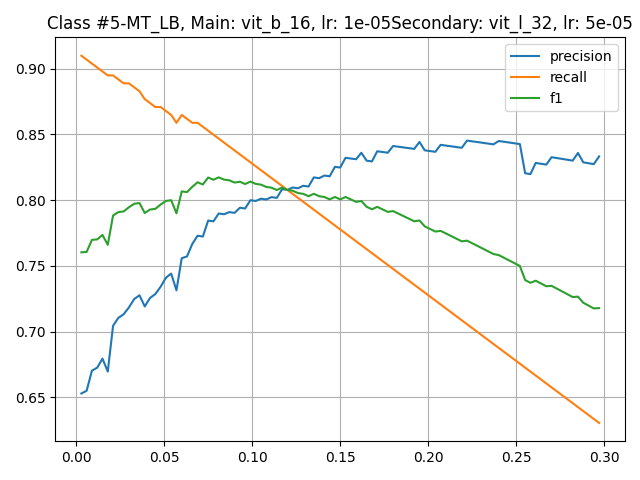 Class #5-MT_LB, Main: vit_b_16, lr: 1e-05Secondary: vit_l_32, lr: 5e-05
precision
recall
f1
0.90
0.85
0.80
0.75
0.70
0.65
0.00 0.05 0.10 0.15 0.20 0.25 0.30